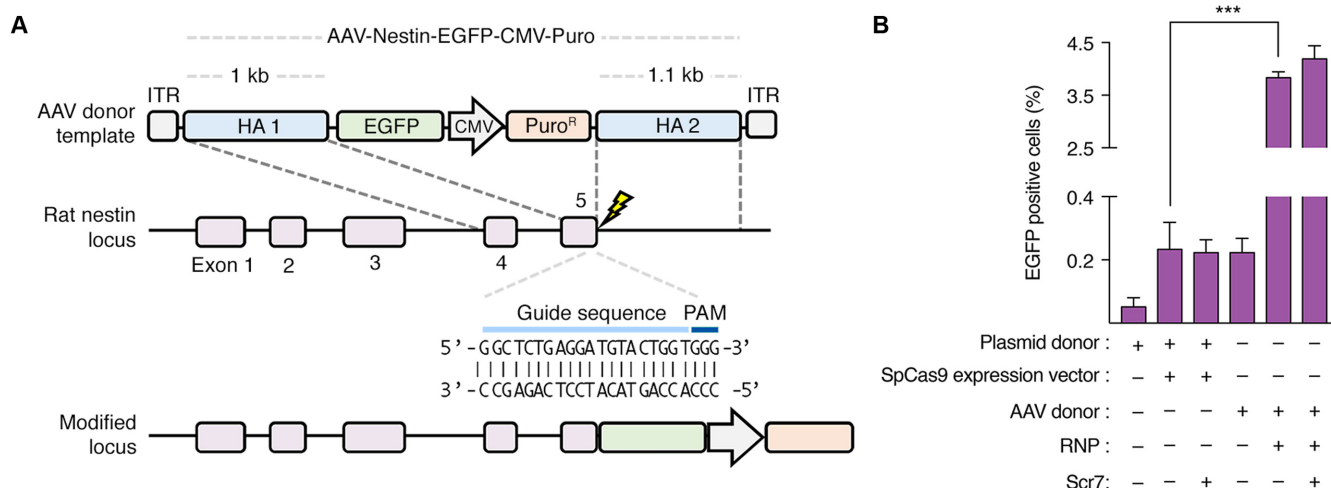 A
AAV-Nestin-EGFP-CMV-Puro
1 kb
1.1 kb
ITR
ITR
AAV donor
template
HA 1
EGFP
CMV
Puroᴿ
HA 2
5
Rat nestin
locus
Exon 1
2
3
4
Guide sequence
PAM
5’-GGCTCTGAGGATGTACTGGTGGG-3’
3’-CCGAGACTCCTACATGACCACCC -5’
Modified
locus
B
***
EGFP positive cells (%)
4.5
3.5
2.5
0.4
0.2
Plasmid donor : + + + – – –
SpCas9 expression vector : – + + – – –
AAV donor : – – – + + +
RNP : – – – – + +
Scr7: – – + – – +